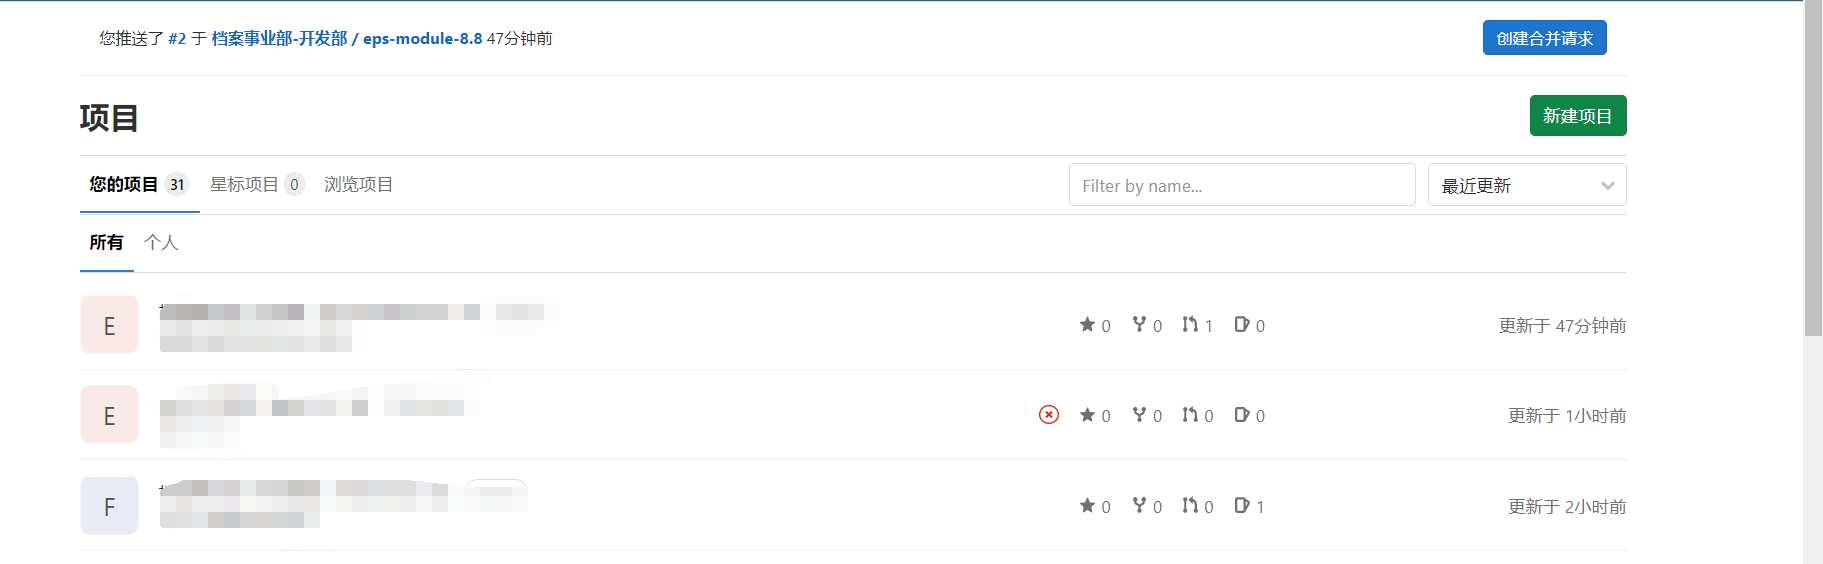 您推送了 #2 于 档案事业部-开发部 / eps-module-8.8 47分钟前
创建合并请求
项目
新建项目
您的项目 31 星标项目 0 浏览项目
Filter by name...
最近更新
所有 个人
E
0 0 1 0
更新于 47分钟前
E
0 0 0 0
更新于 1小时前
F
0 0 0 1
更新于 2小时前